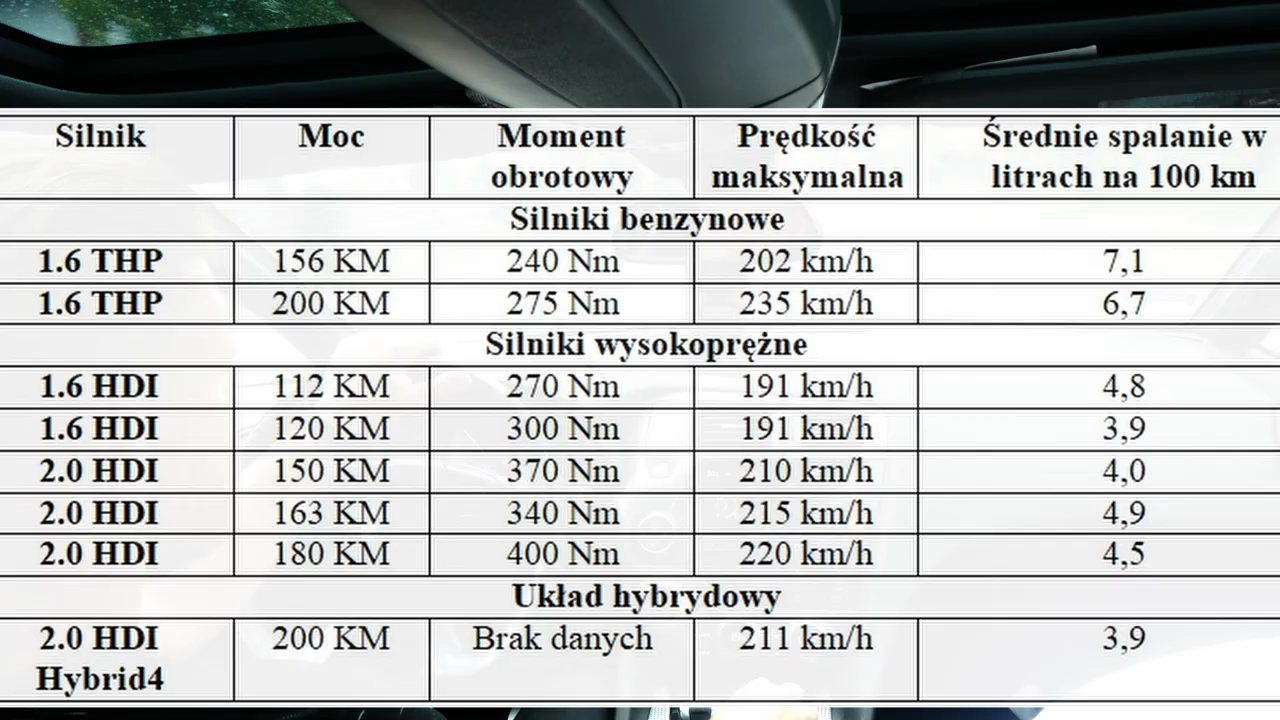 Silnik Moc Moment obrotowy Prędkość maksymalna Średnie spalanie w litrach na 100 km
Silniki benzynowe
1.6 THP 156 KM 240 Nm 202 km/h 7,1
1.6 THP 200 KM 275 Nm 235 km/h 6,7
Silniki wysokoprężne
1.6 HDI 112 KM 270 Nm 191 km/h 4,8
1.6 HDI 120 KM 300 Nm 191 km/h 3,9
2.0 HDI 150 KM 370 Nm 210 km/h 4,0
2.0 HDI 163 KM 340 Nm 215 km/h 4,9
2.0 HDI 180 KM 400 Nm 220 km/h 4,5
Układ hybrydowy
2.0 HDI Hybrid4 200 KM Brak danych 211 km/h 3,9